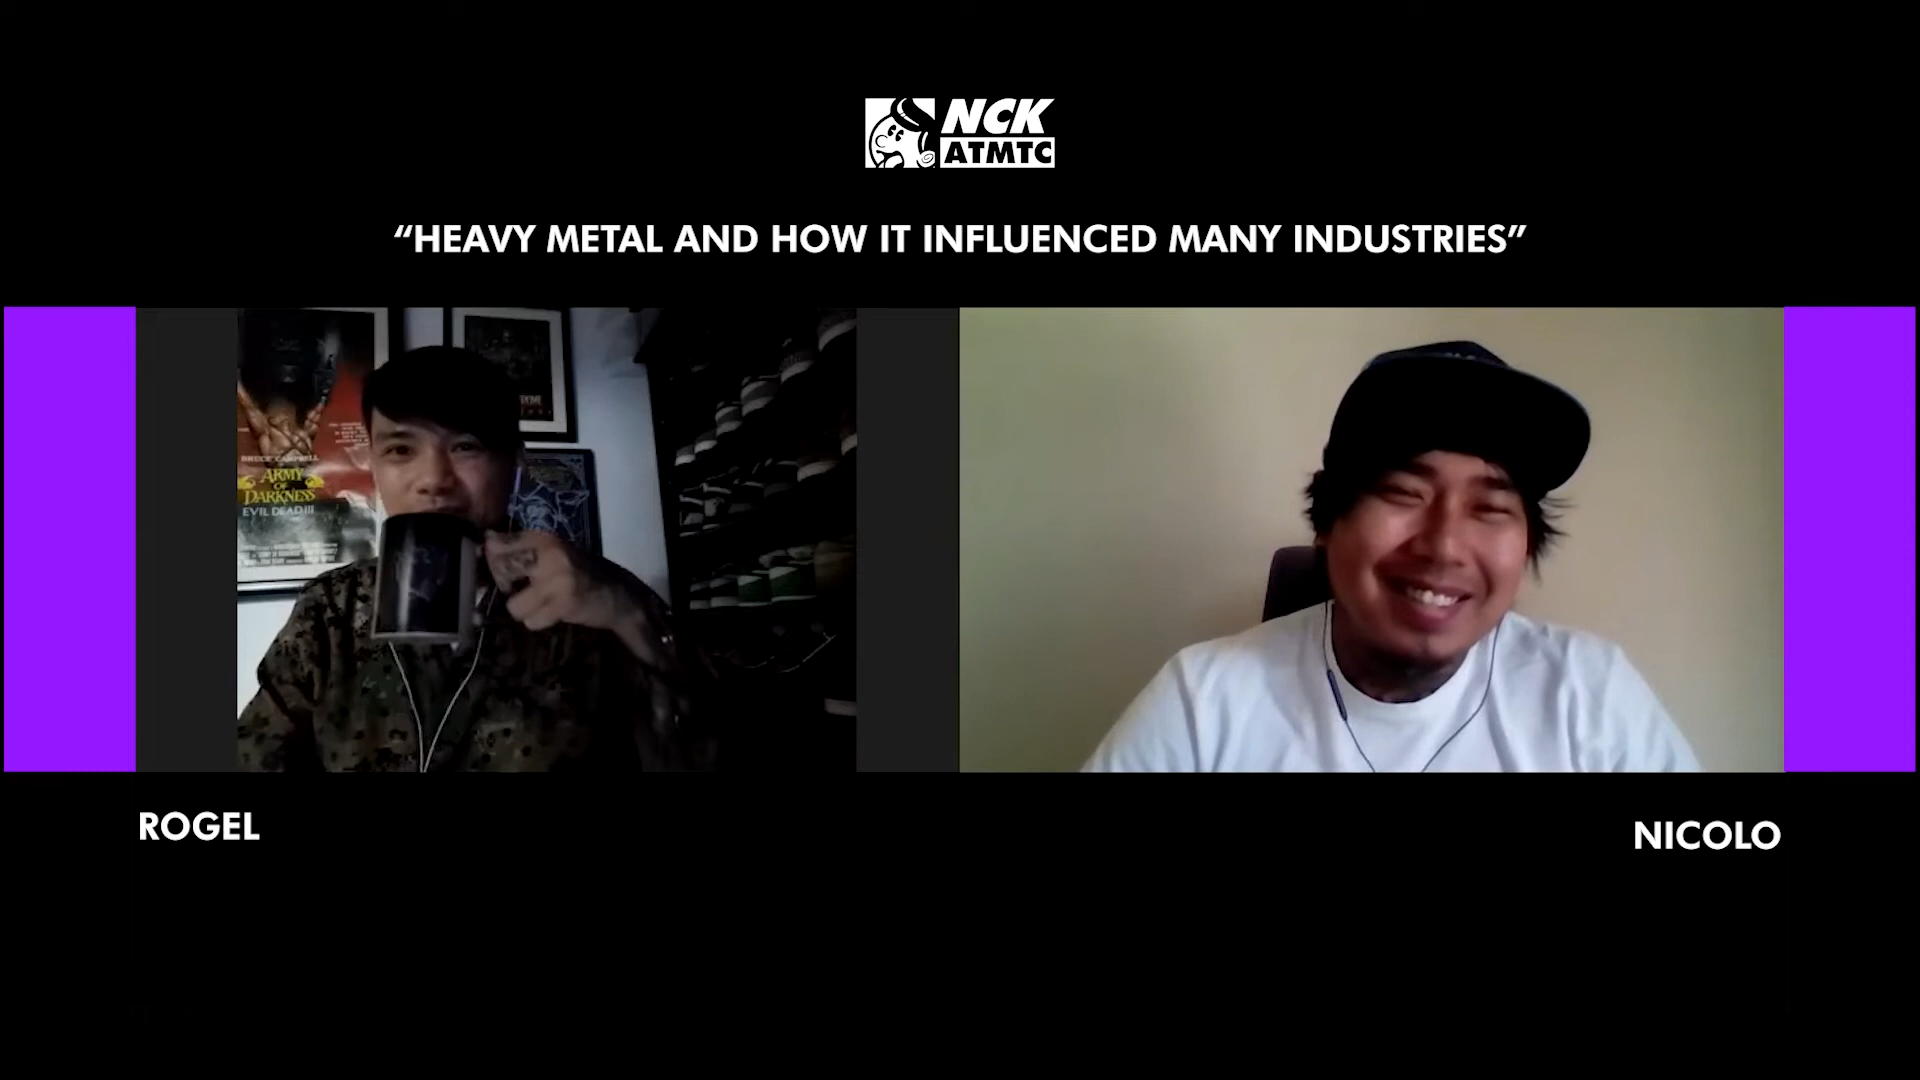 NCK
ATMTC
“HEAVY METAL AND HOW IT INFLUENCED MANY INDUSTRIES”
BRUCE CAMPBELL
ARMY
OF
DARKNESS
EVIL DEAD III
ROGEL
NICOLO